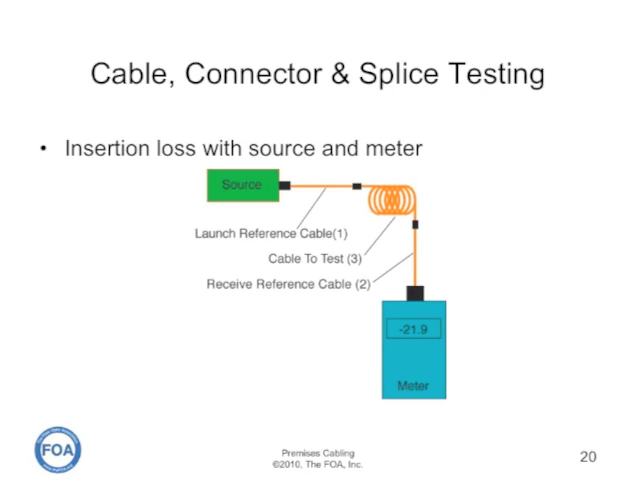 Cable, Connector & Splice Testing
• Insertion loss with source and meter
Source
Launch Reference Cable(1)
Cable To Test (3)
Receive Reference Cable (2)
-21.9
Meter
FOA
Premises Cabling
©2010, The FOA, Inc.
20